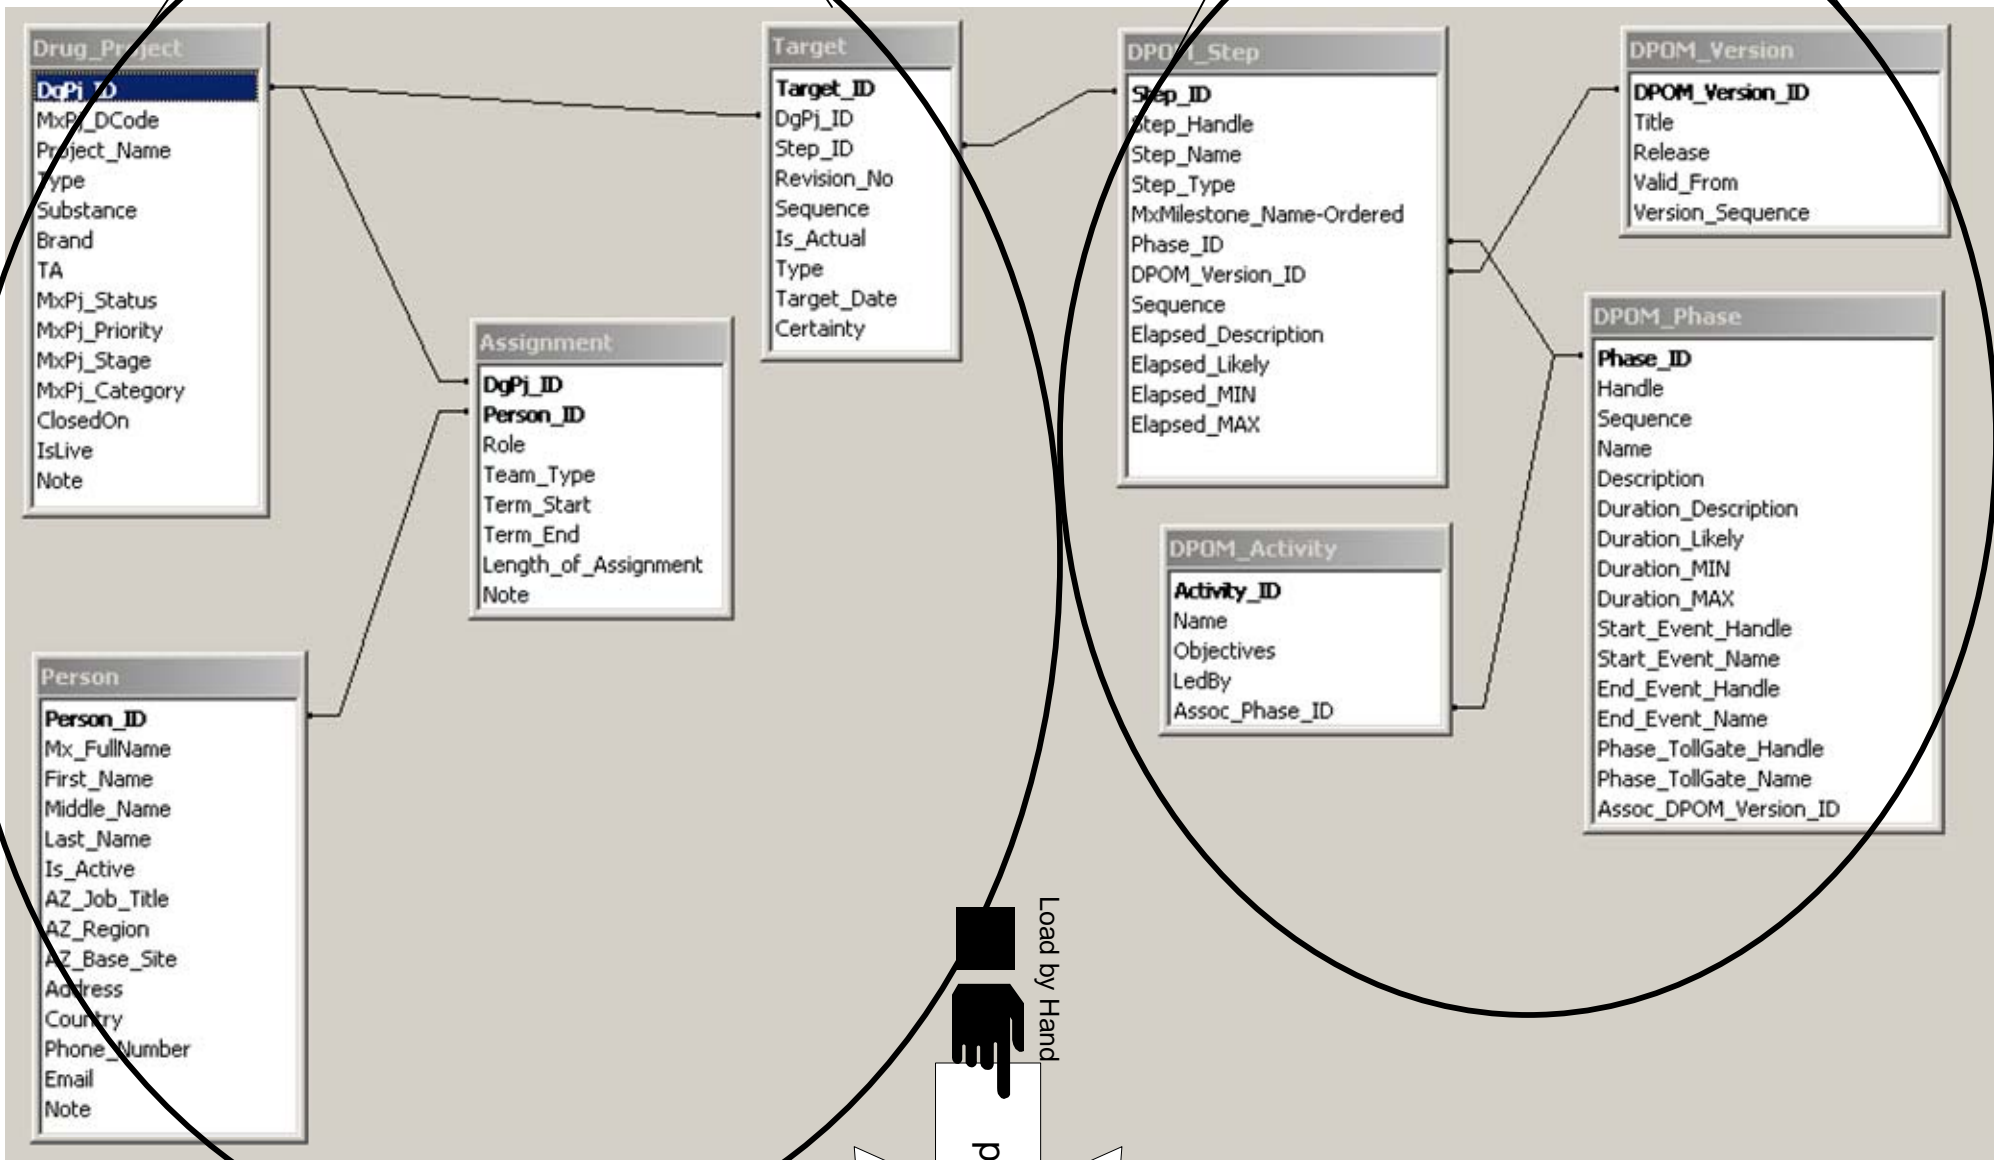 Drug_Project
DgPj_ID
MxPj_DCode
Project_Name
Type
Substance
Brand
TA
MxPj_Status
MxPj_Priority
MxPj_Stage
MxPj_Category
ClosedOn
IsLive
Note
Target
Target_ID
DgPj_ID
Step_ID
Revision_No
Sequence
Is_Actual
Type
Target_Date
Certainty
Assignment
DgPj_ID
Person_ID
Role
Team_Type
Term_Start
Term_End
Length_of_Assignment
Note
Person
Person_ID
Mx_FullName
First_Name
Middle_Name
Last_Name
Is_Active
AZ_Job_Title
AZ_Region
AZ_Base_Site
Address
Country
Phone_Number
Email
Note
DPOM_Step
Step_ID
Step_Handle
Step_Name
Step_Type
MxMilestone_Name-Ordered
Phase_ID
DPOM_Version_ID
Sequence
Elapsed_Description
Elapsed_Likely
Elapsed_MIN
Elapsed_MAX
DPOM_Version
DPOM_Version_ID
Title
Release
Valid_From
Version_Sequence
DPOM_Activity
Activity_ID
Name
Objectives
LedBy
Assoc_Phase_ID
DPOM_Phase
Phase_ID
Handle
Sequence
Name
Description
Duration_Description
Duration_Likely
Duration_MIN
Duration_MAX
Start_Event_Handle
Start_Event_Name
End_Event_Handle
End_Event_Name
Phase_TollGate_Handle
Phase_TollGate_Name
Assoc_DPOM_Version_ID
Load by Hand